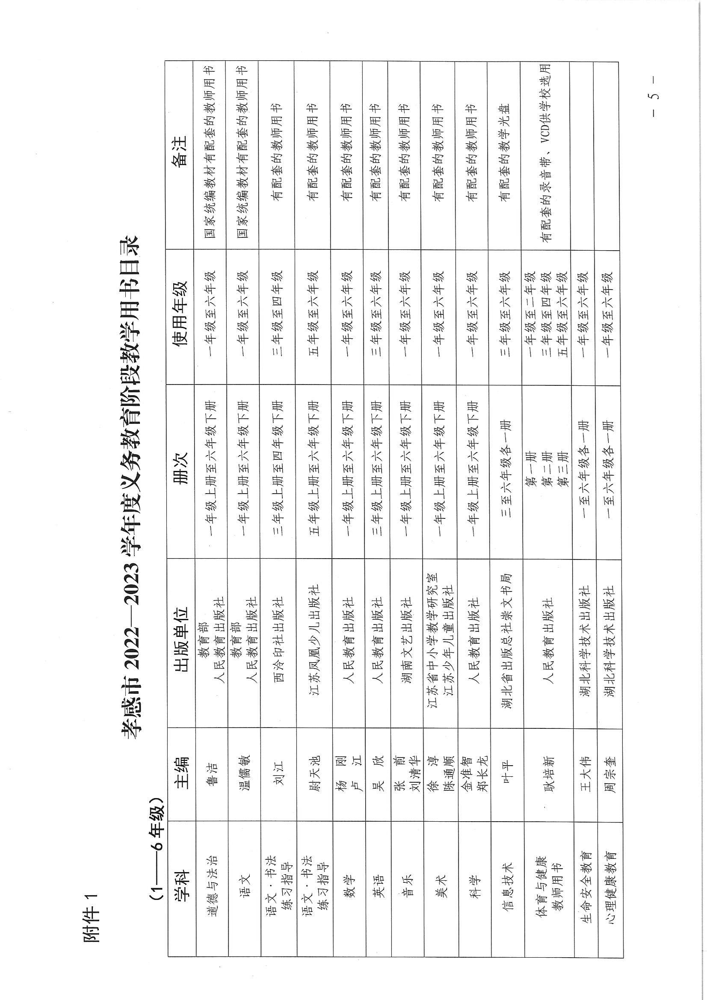 附件 1
孝感市 2022—2023 学年度义务教育阶段教学用书目录
（1——6 年级）
学科 主编 出版单位 册次 使用年级 备注
道德与法治 鲁洁 教育部 人民教育出版社 一年级上册至六年级下册 一年级至六年级 国家统编教材有配套的教师用书
语文 温儒敏 教育部 人民教育出版社 一年级上册至六年级下册 一年级至六年级 国家统编教材有配套的教师用书
语文·书法 练习指导 刘江 西泠印社出版社 三年级上册至四年级下册 三年级至四年级 有配套的教师用书
语文·书法 练习指导 尉天池 江苏凤凰少儿出版社 五年级上册至六年级下册 五年级至六年级 有配套的教师用书
数学 杨 刚 卢 江 人民教育出版社 一年级上册至六年级下册 一年级至六年级 有配套的教师用书
英语 吴 欣 人民教育出版社 三年级上册至六年级下册 三年级至六年级 有配套的教师用书
音乐 张 前 刘清华 湖南文艺出版社 一年级上册至六年级下册 一年级至六年级 有配套的教师用书
美术 徐 淳 陈通顺 江苏省中小学教学研究室 江苏少年儿童出版社 一年级上册至六年级下册 一年级至六年级 有配套的教师用书
科学 金准智 郑长龙 人民教育出版社 一年级上册至六年级下册 一年级至六年级 有配套的教师用书
信息技术 叶平 湖北省出版总社崇文书局 三至六年级各一册 三年级至六年级 有配套的教学光盘
体育与健康 教师用书 耿培新 人民教育出版社 第一册 第二册 第三册 一年级至二年级 三年级至四年级 五年级至六年级 有配套的录音带、VCD供学校选用
生命安全教育 王大伟 湖北科学技术出版社 一至六年级各一册 一年级至六年级
心理健康教育 周宗奎 湖北科学技术出版社 一至六年级各一册 一年级至六年级
— 5 —